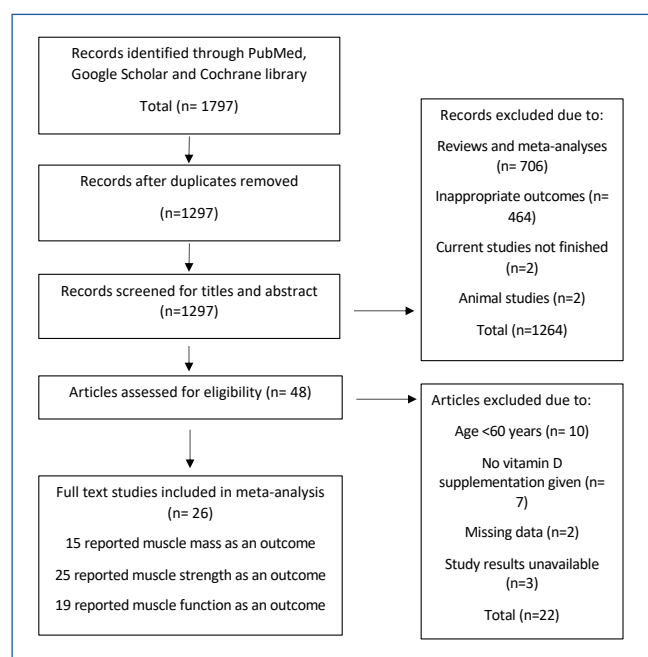 Records identified through PubMed,
Google Scholar and Cochrane library
Total (n= 1797)
Records after duplicates removed
(n=1297)
Records screened for titles and abstract
(n=1297)
Records excluded due to:
Reviews and meta-analyses
(n= 706)
Inappropriate outcomes (n=
464)
Current studies not finished
(n=2)
Animal studies (n=2)
Total (n=1264)
Articles assessed for eligibility (n= 48)
Articles excluded due to:
Age <60 years (n= 10)
No vitamin D
supplementation given (n=
7)
Missing data (n=2)
Study results unavailable
(n=3)
Total (n=22)
Full text studies included in meta-analysis
(n= 26)
15 reported muscle mass as an outcome
25 reported muscle strength as an outcome
19 reported muscle function as an outcome